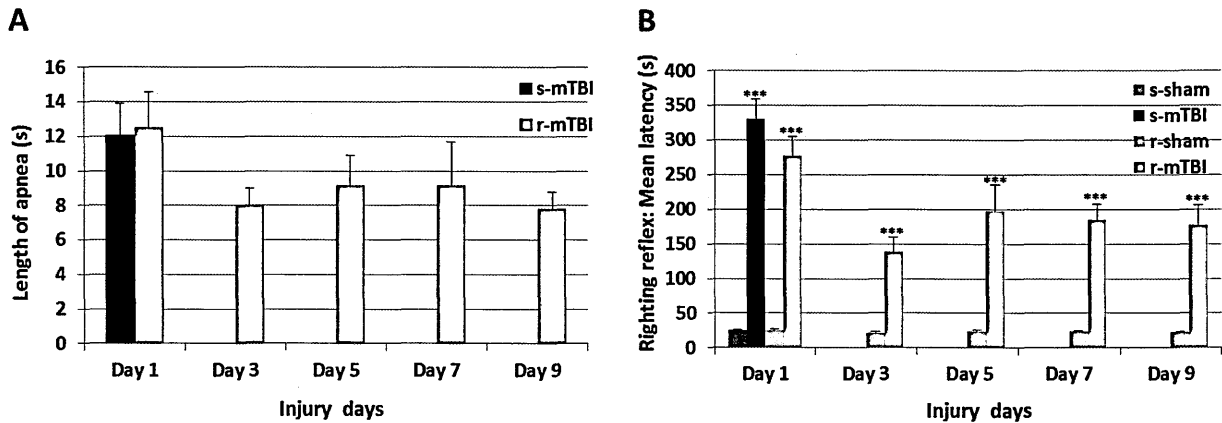 A
Length of apnea (s)
16
14
12
10
8
6
4
2
0
s-mTBI
r-mTBI
Day 1 Day 3 Day 5 Day 7 Day 9
Injury days
B
Righting reflex: Mean latency (s)
400
350
300
250
200
150
100
50
0
s-sham
s-mTBI
r-sham
r-mTBI
***
***
***
***
***
***
Day 1 Day 3 Day 5 Day 7 Day 9
Injury days